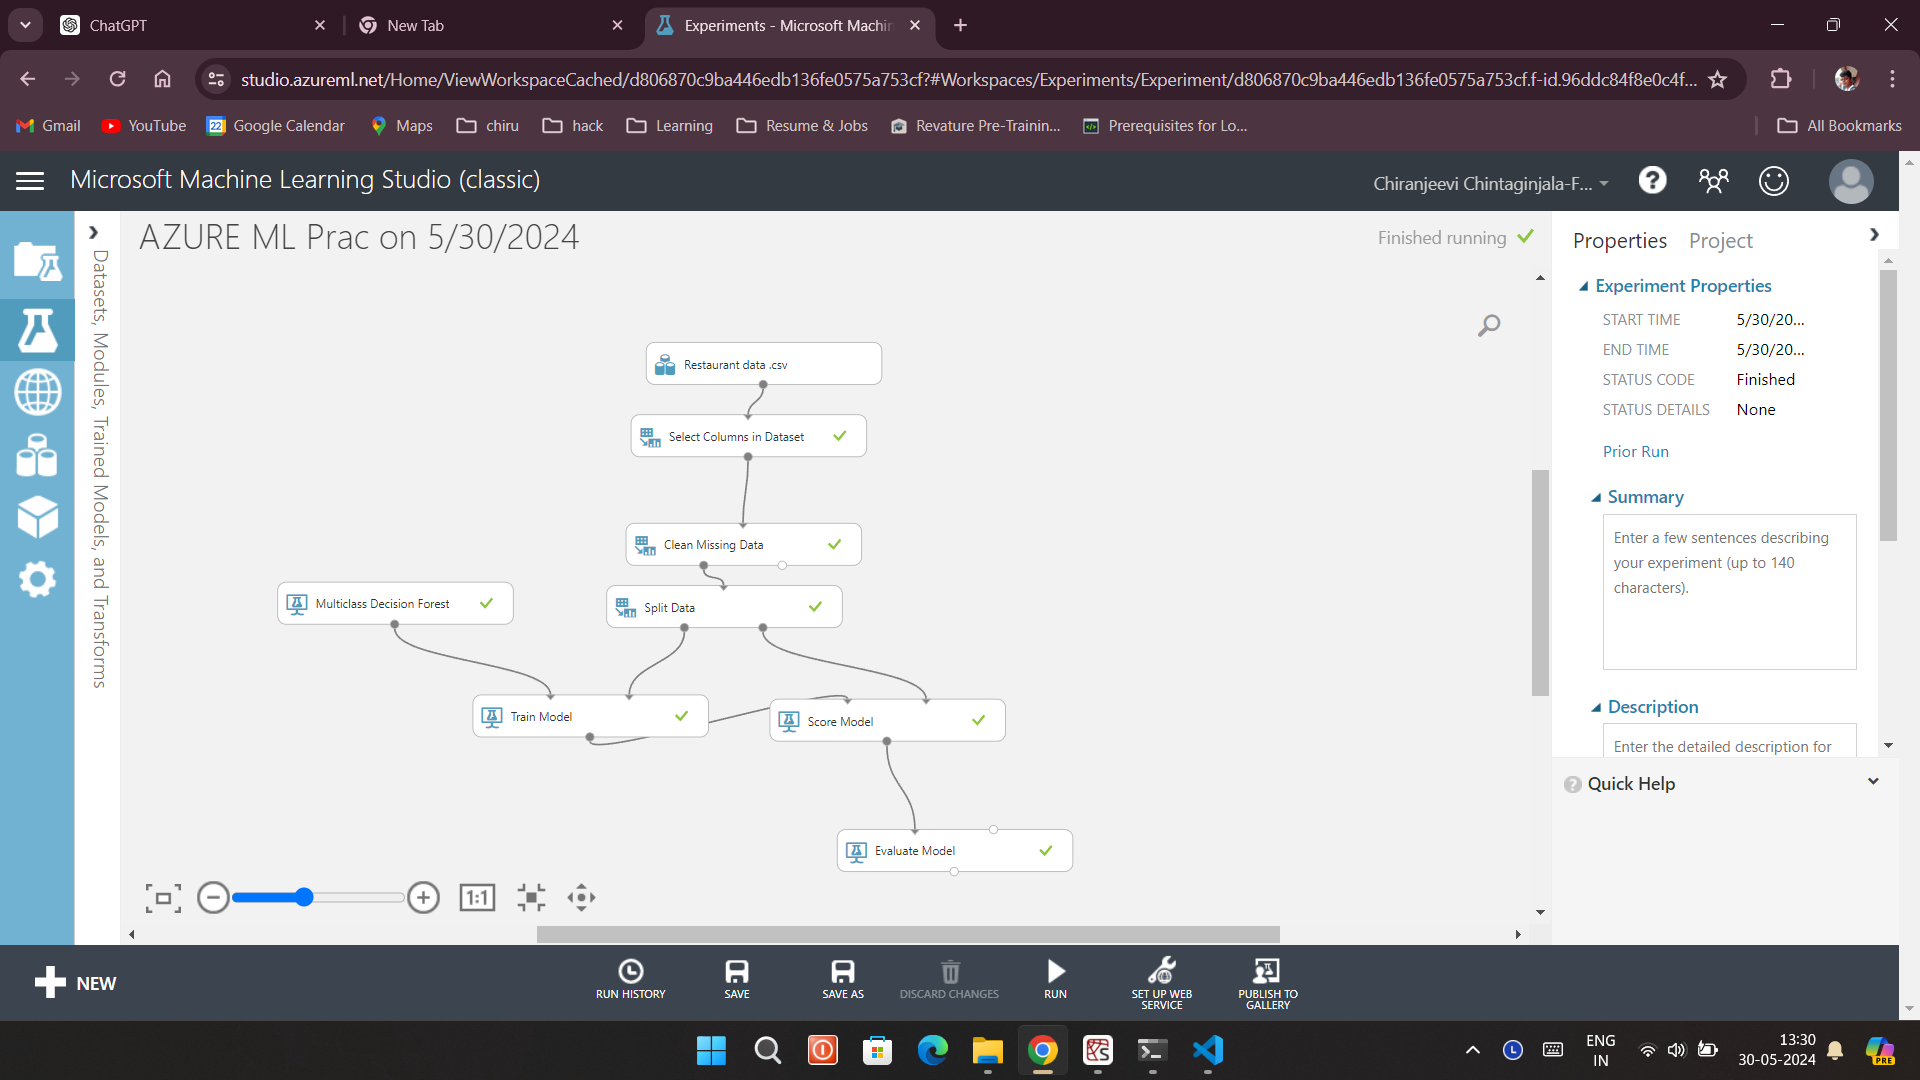 ChatGPT
New Tab
Experiments - Microsoft Machin
studio.azureml.net/Home/ViewWorkspaceCached/d806870c9ba446edb136fe0575a753cf?#Workspaces/Experiments/Experiment/d806870c9ba446edb136fe0575a753cf.f-id.96ddc84f8e0c4f...
Gmail
YouTube
22
Google Calendar
Maps
chiru
hack
Learning
Resume & Jobs
Revature Pre-Trainin...
Prerequisites for Lo...
All Bookmarks
Microsoft Machine Learning Studio (classic)
Chiranjeevi Chintaginjala-F...
AZURE ML Prac on 5/30/2024
Finished running
Datasets, Modules, Trained Models, and Transforms
Restaurant data .csv
Select Columns in Dataset
Clean Missing Data
Multiclass Decision Forest
Split Data
Train Model
Score Model
Evaluate Model
1:1
Properties
Project
Experiment Properties
START TIME 5/30/20...
END TIME 5/30/20...
STATUS CODE Finished
STATUS DETAILS None
Prior Run
Summary
Enter a few sentences describing
your experiment (up to 140
characters).
Description
Enter the detailed description for
Quick Help
NEW
RUN HISTORY
SAVE
SAVE AS
DISCARD CHANGES
RUN
SET UP WEB
SERVICE
PUBLISH TO
GALLERY
ENG
IN
13:30
30-05-2024
PRE